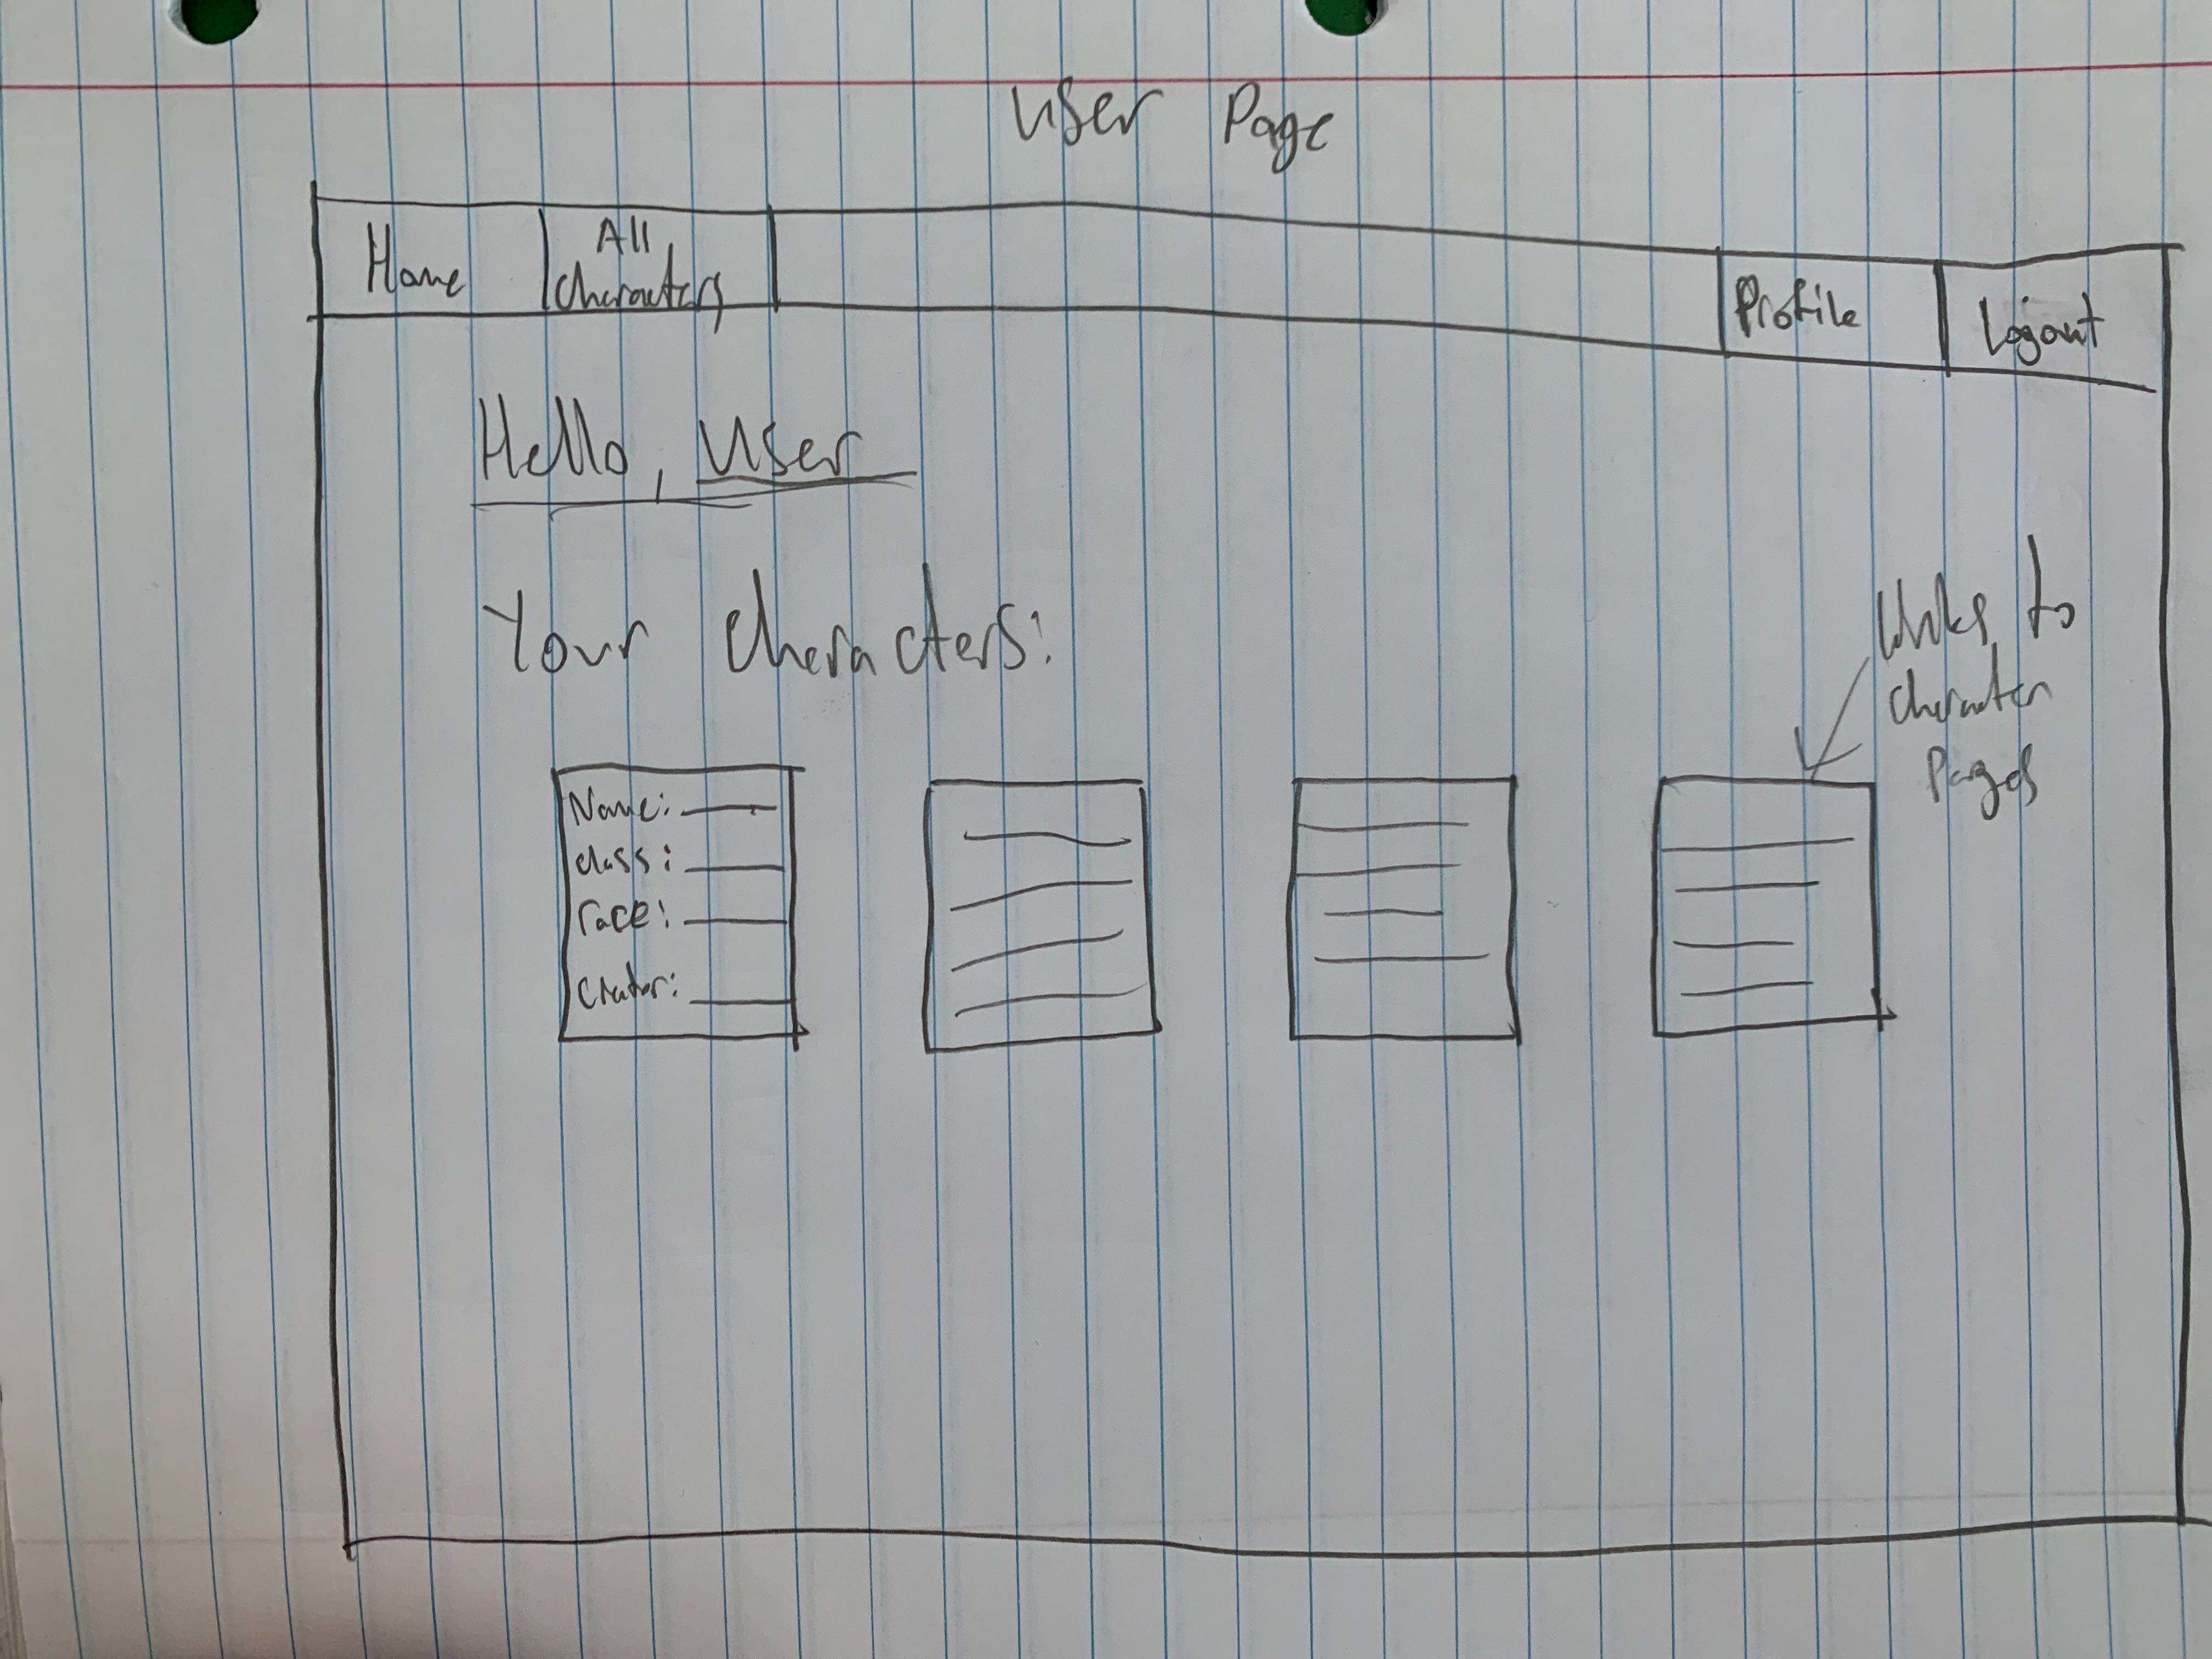 User Page
Home
All
Characters
Profile
Logout
Hello, User
Your Characters:
Links to
Character
Pages
Name:
class:
race:
Creator: